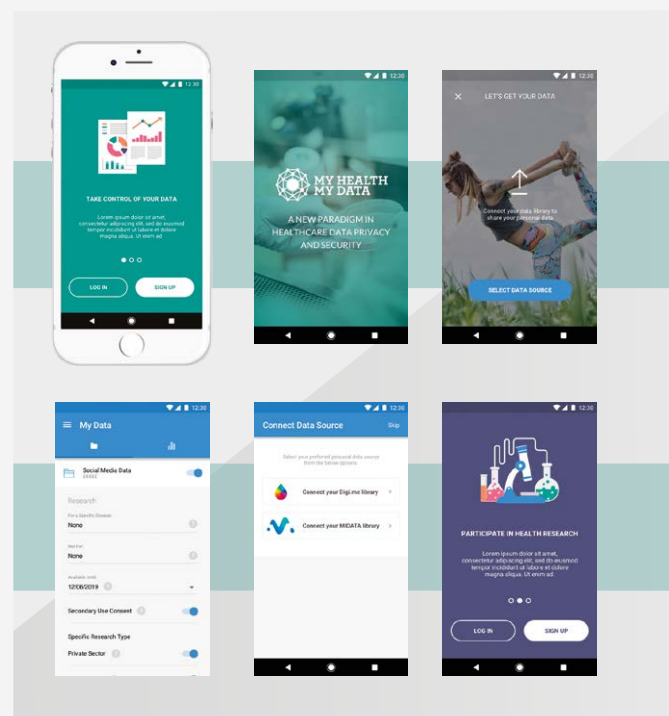 12:30
TAKE CONTROL OF YOUR DATA
Lorem ipsum dolor sit amet,
consectetur adipiscing elit, sed do eiusmod
tempor incididunt ut labore et dolore
magna aliqua. Ut enim ad
LOG IN
SIGN UP
12:30
MY HEALTH
MY DATA
A NEW PARADIGM IN
HEALTHCARE DATA PRIVACY
AND SECURITY
12:30
LET'S GET YOUR DATA
Connect your data library to
share your personal data
SELECT DATA SOURCE
12:30
My Data
Social Media Data
Research
For a Specific Disease
None
None
Available Until
12/08/2019
Secondary Use Consent
Specific Research Type
Private Sector
12:30
Connect Data Source
Skip
Select your preferred personal data source
from the below options
Connect your Digi.me library
Connect your MIDATA library
12:30
PARTICIPATE IN HEALTH RESEARCH
Lorem ipsum dolor sit amet,
consectetur adipiscing elit, sed do eiusmod
tempor incididunt ut labore et dolore
magna aliqua. Ut enim ad.
LOG IN
SIGN UP